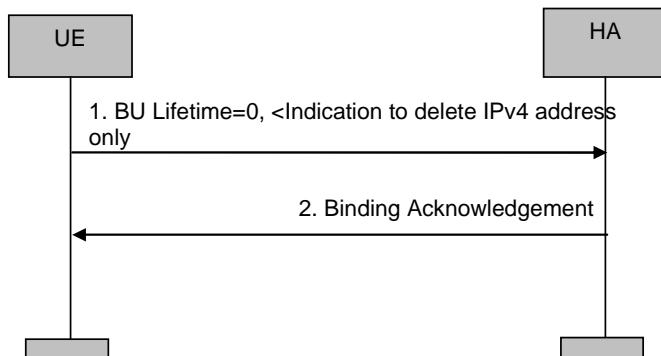 UE
HA
1. BU Lifetime=0, <Indication to delete IPv4 address
only
2. Binding Acknowledgement